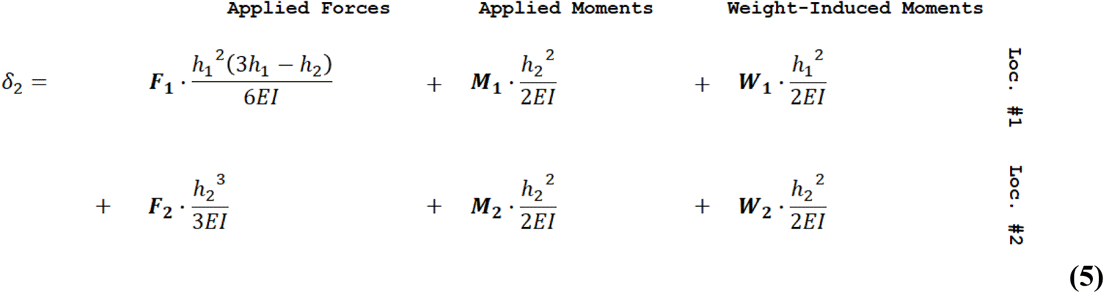 Applied Forces Applied Moments Weight-Induced Moments
δ₂ = F₁ · h₁²(3h₁ − h₂) / 6EI + M₁ · h₂² / 2EI + W₁ · h₁² / 2EI Loc. #1
+ F₂ · h₂³ / 3EI + M₂ · h₂² / 2EI + W₂ · h₂² / 2EI Loc. #2
(5)